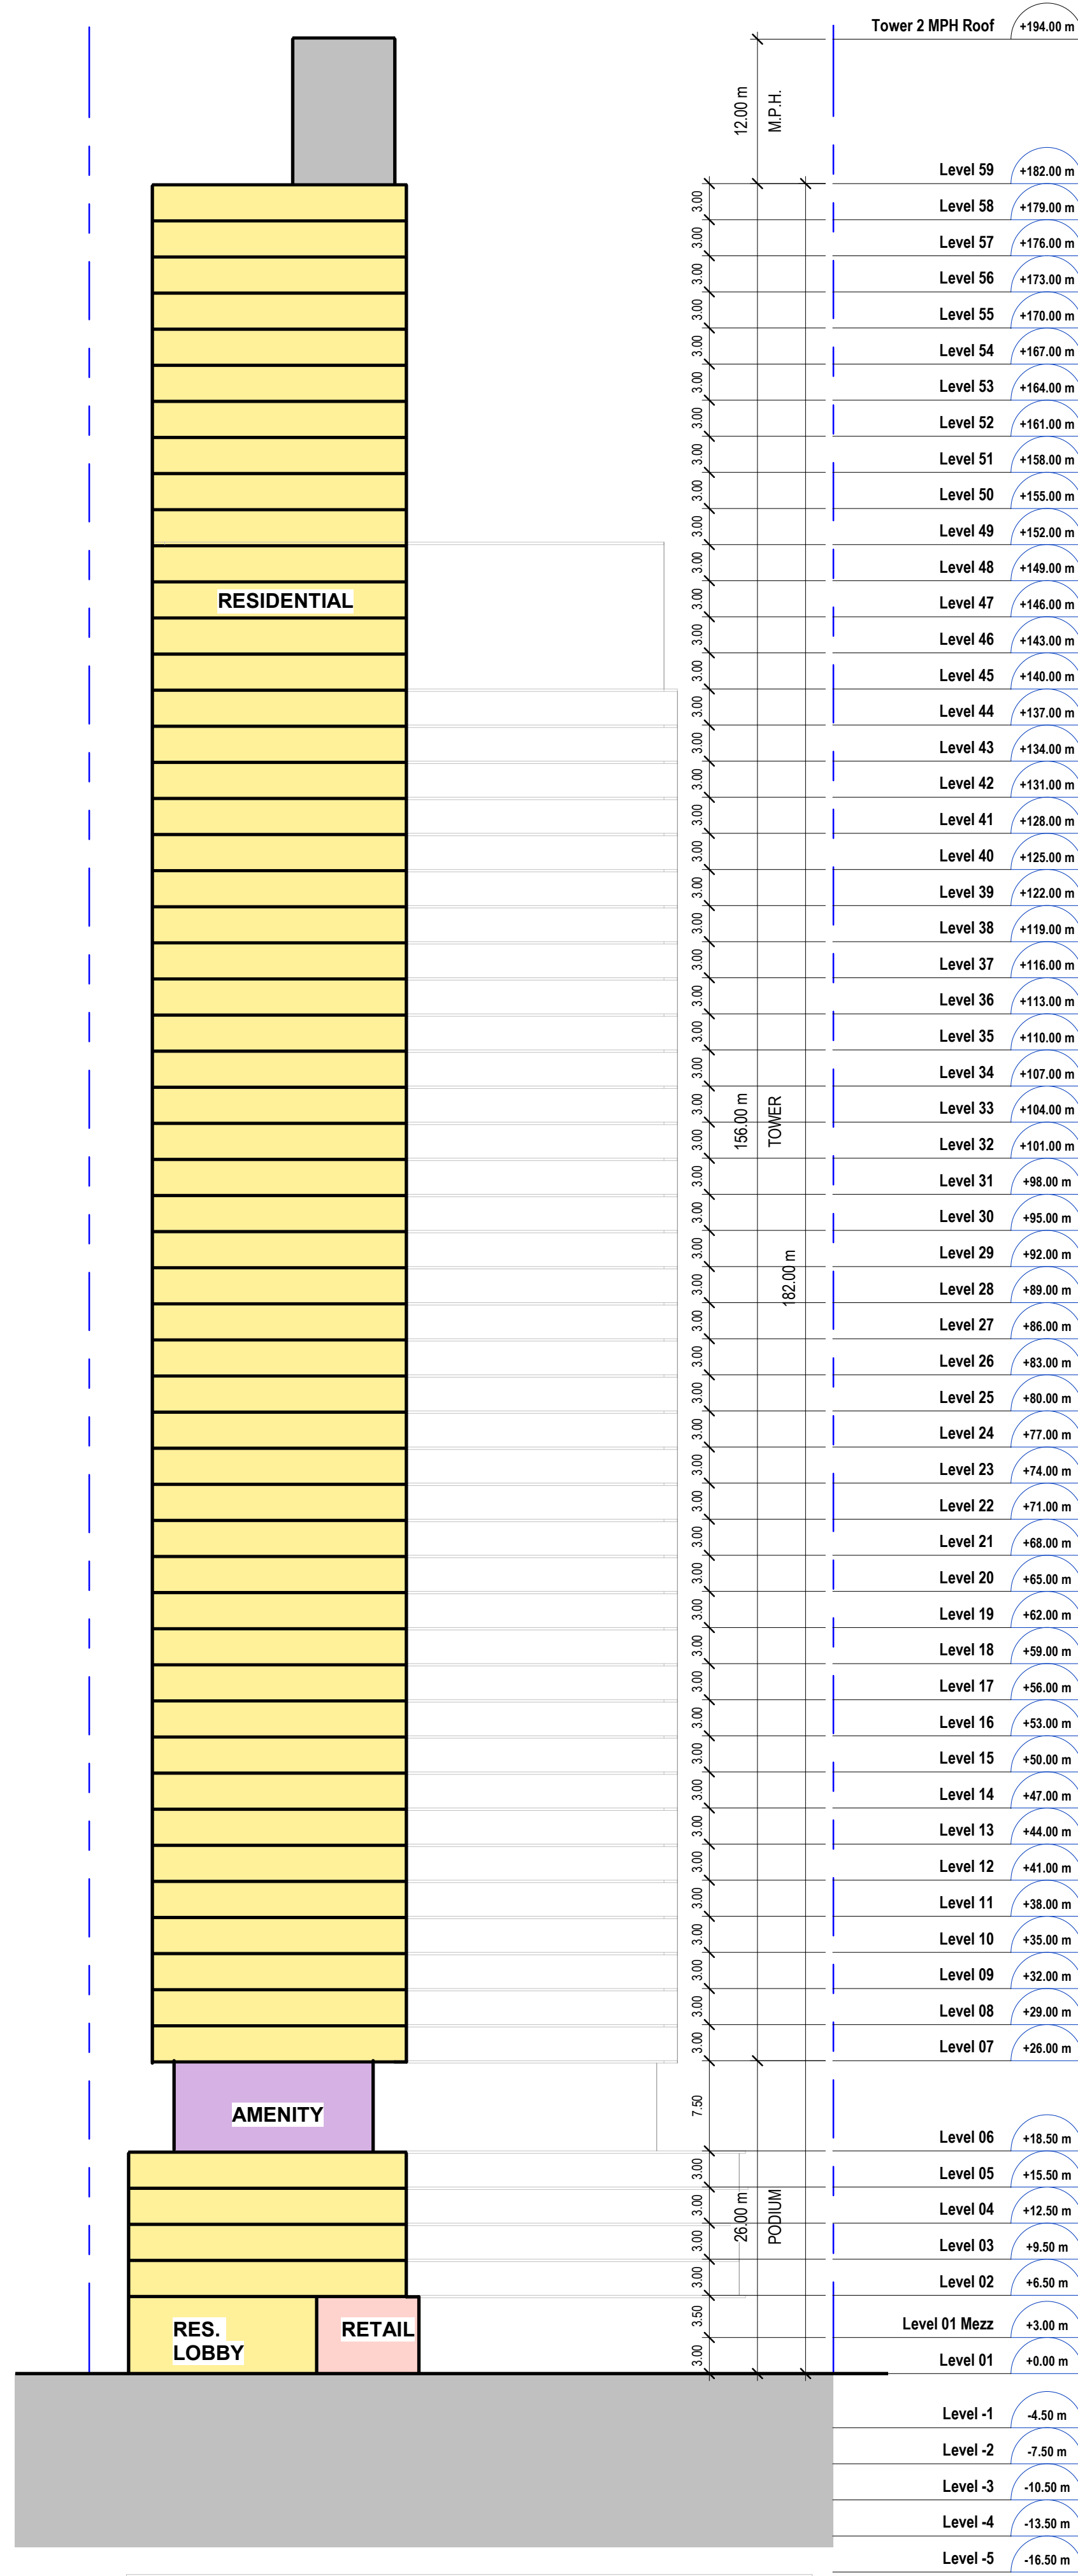 Tower 2 MPH Roof +194.00 m
12.00 m
M.P.H.
Level 59 +182.00 m
3.00
Level 58 +179.00 m
3.00
Level 57 +176.00 m
3.00
Level 56 +173.00 m
3.00
Level 55 +170.00 m
3.00
Level 54 +167.00 m
3.00
Level 53 +164.00 m
3.00
Level 52 +161.00 m
3.00
Level 51 +158.00 m
3.00
Level 50 +155.00 m
3.00
Level 49 +152.00 m
3.00
Level 48 +149.00 m
3.00
RESIDENTIAL
Level 47 +146.00 m
3.00
Level 46 +143.00 m
3.00
Level 45 +140.00 m
3.00
Level 44 +137.00 m
3.00
Level 43 +134.00 m
3.00
Level 42 +131.00 m
3.00
Level 41 +128.00 m
3.00
Level 40 +125.00 m
3.00
Level 39 +122.00 m
3.00
Level 38 +119.00 m
3.00
Level 37 +116.00 m
3.00
Level 36 +113.00 m
3.00
Level 35 +110.00 m
3.00
Level 34 +107.00 m
3.00
156.00 m
TOWER
Level 33 +104.00 m
3.00
Level 32 +101.00 m
3.00
Level 31 +98.00 m
3.00
Level 30 +95.00 m
3.00
Level 29 +92.00 m
3.00
182.00 m
Level 28 +89.00 m
3.00
Level 27 +86.00 m
3.00
Level 26 +83.00 m
3.00
Level 25 +80.00 m
3.00
Level 24 +77.00 m
3.00
Level 23 +74.00 m
3.00
Level 22 +71.00 m
3.00
Level 21 +68.00 m
3.00
Level 20 +65.00 m
3.00
Level 19 +62.00 m
3.00
Level 18 +59.00 m
3.00
Level 17 +56.00 m
3.00
Level 16 +53.00 m
3.00
Level 15 +50.00 m
3.00
Level 14 +47.00 m
3.00
Level 13 +44.00 m
3.00
Level 12 +41.00 m
3.00
Level 11 +38.00 m
3.00
Level 10 +35.00 m
3.00
Level 09 +32.00 m
3.00
Level 08 +29.00 m
3.00
Level 07 +26.00 m
7.50
AMENITY
Level 06 +18.50 m
3.00
Level 05 +15.50 m
3.00
Level 04 +12.50 m
26.00 m
PODIUM
3.00
Level 03 +9.50 m
3.00
Level 02 +6.50 m
3.50
RES.
LOBBY
RETAIL
Level 01 Mezz +3.00 m
3.00
Level 01 +0.00 m
Level -1 -4.50 m
Level -2 -7.50 m
Level -3 -10.50 m
Level -4 -13.50 m
Level -5 -16.50 m